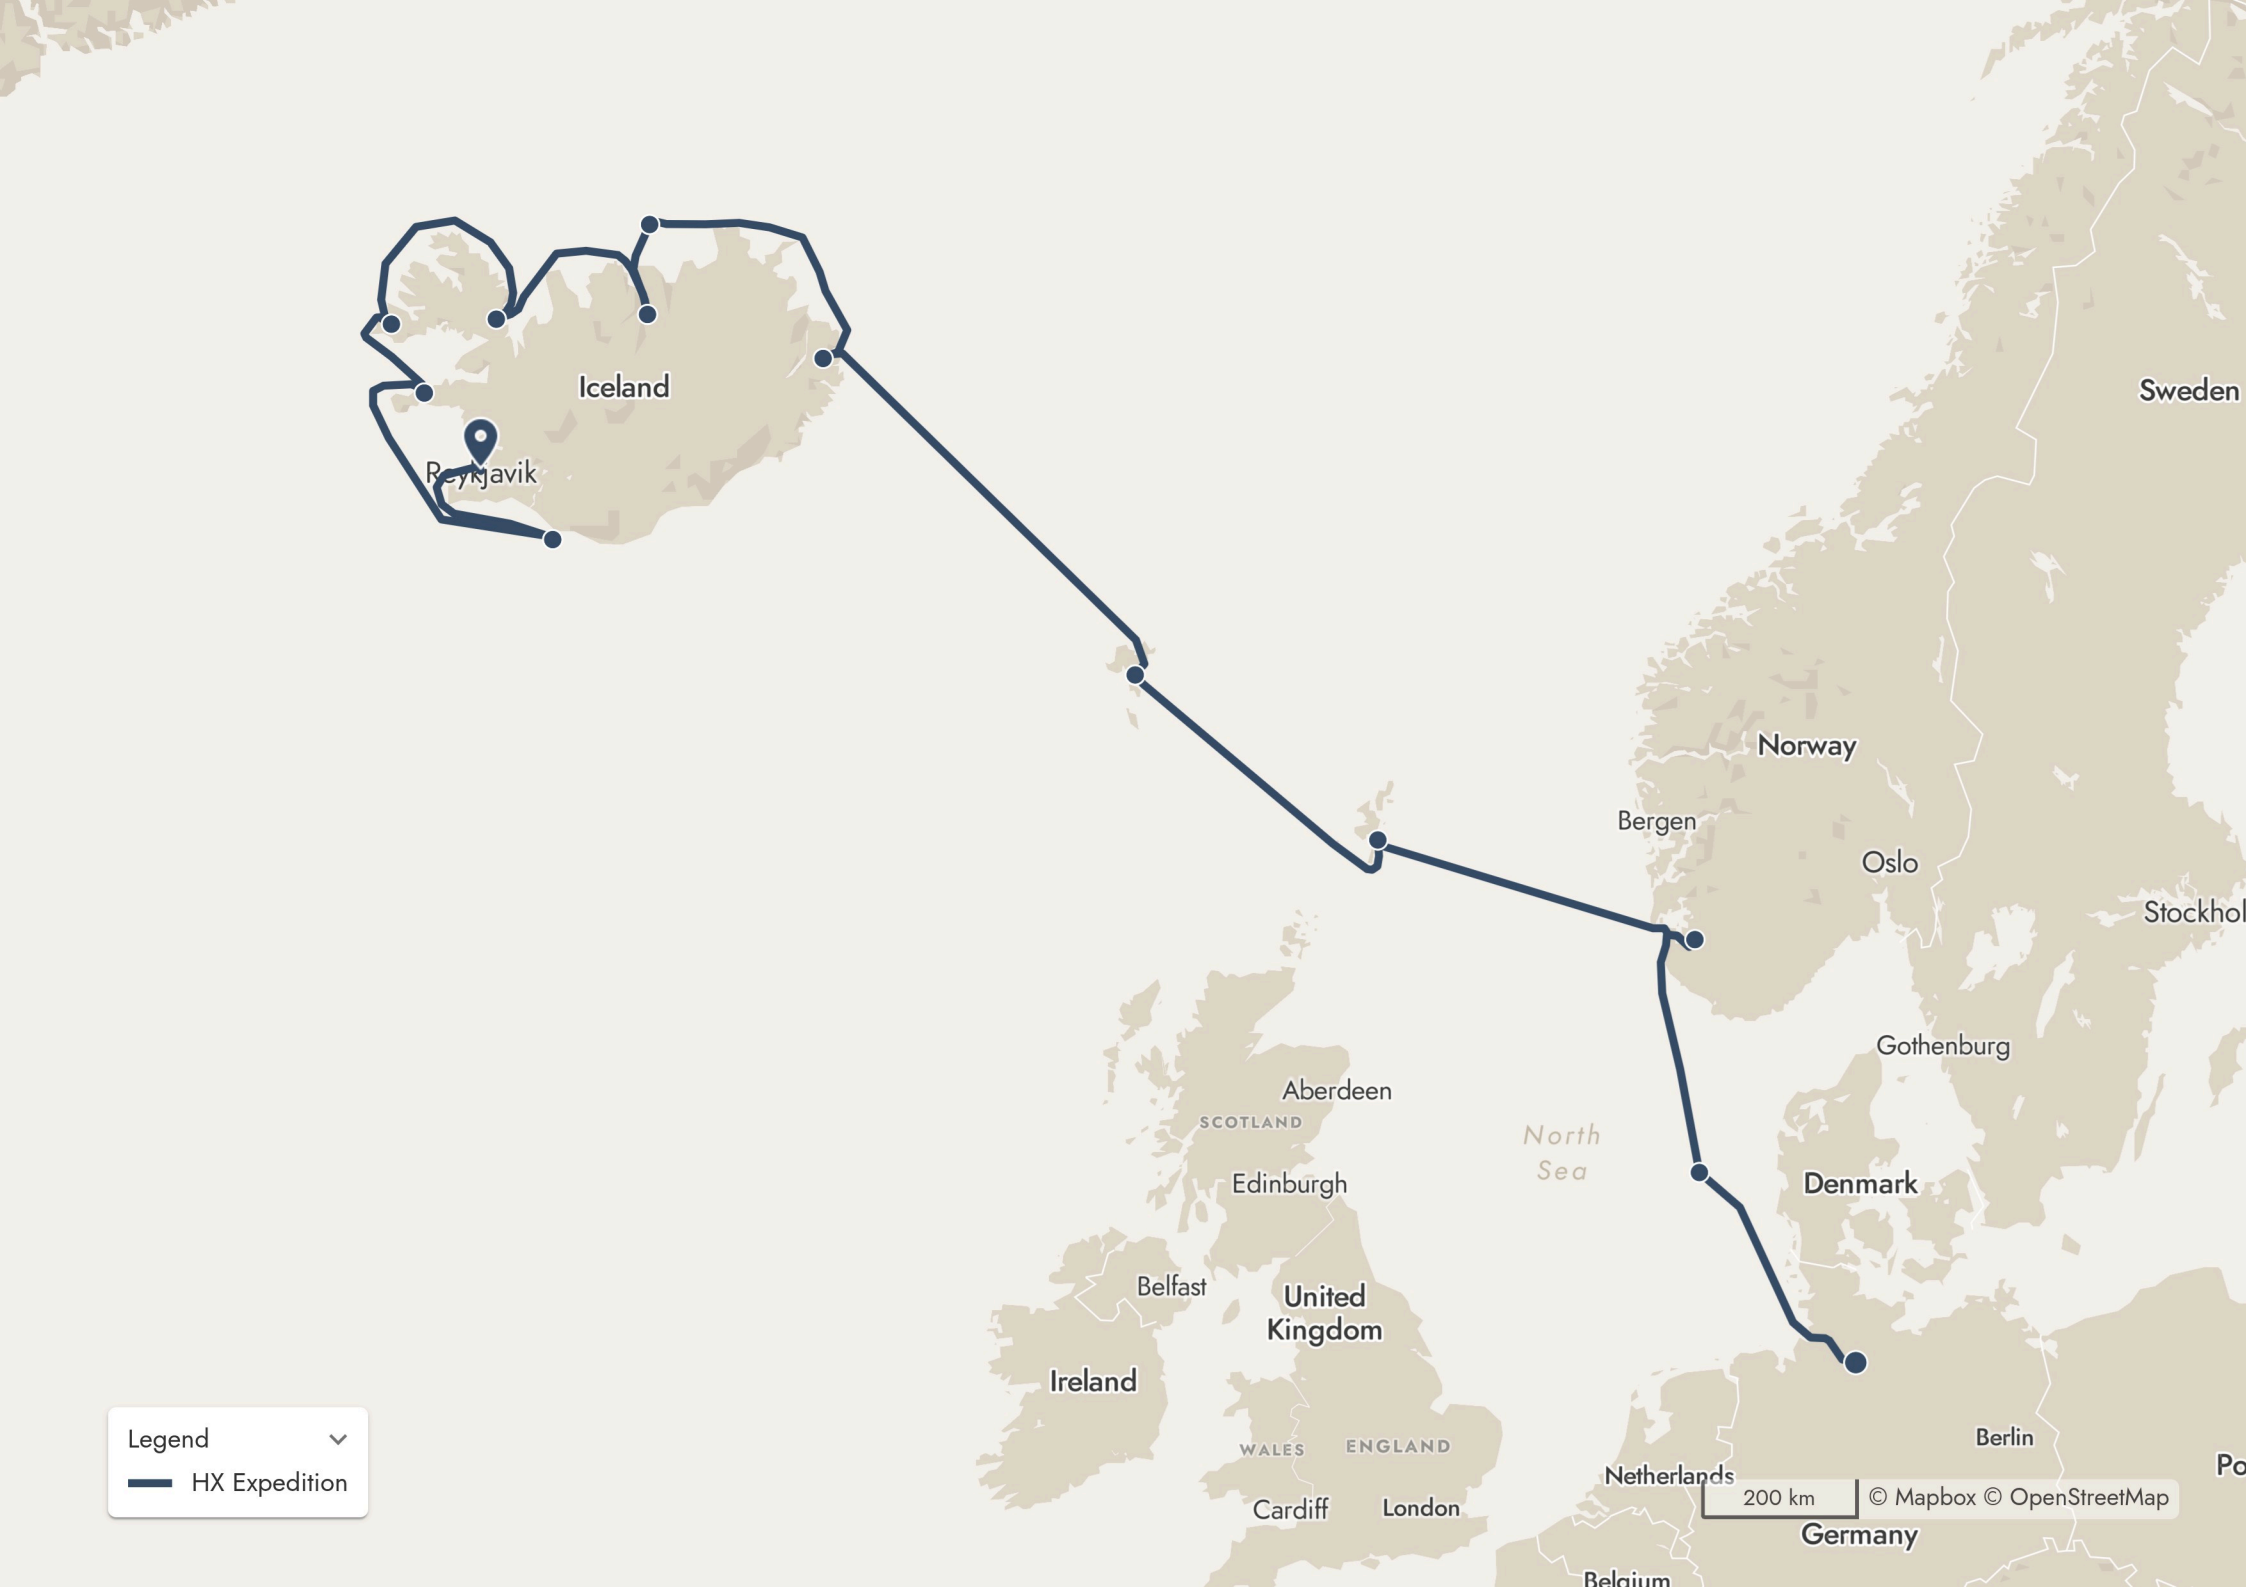 Iceland
Sweden
Reykjavik
Norway
Bergen
Oslo
Stockhol
Gothenburg
Aberdeen
SCOTLAND
North
Sea
Edinburgh
Denmark
Belfast
United
Kingdom
Ireland
WALES
ENGLAND
Berlin
Po
Netherlands
Cardiff
London
Germany
Belgium
Legend
HX Expedition
200 km
© Mapbox © OpenStreetMap